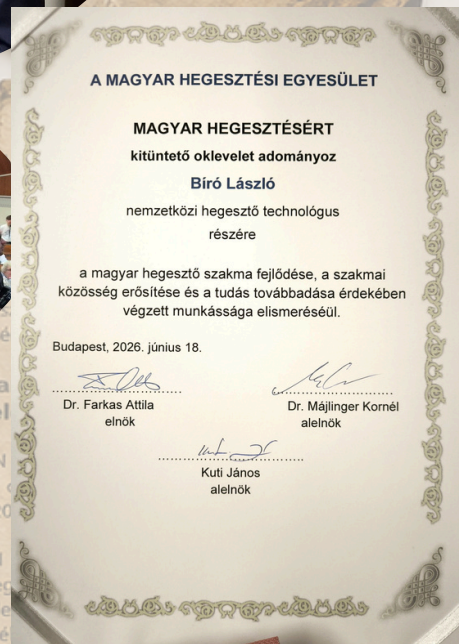 A MAGYAR HEGESZTÉSI EGYESÜLET
MAGYAR HEGESZTÉSÉRT
kitüntető oklevelet adományoz
Bíró László
nemzetközi hegesztő technológus
részére
a magyar hegesztő szakma fejlődése, a szakmai
közösség erősítése és a tudás továbbadása érdekében
végzett munkássága elismeréséül.
Budapest, 2026. június 18.
Dr. Farkas Attila
elnök
Dr. Májlinger Kornél
alelnök
Kuti János
alelnök